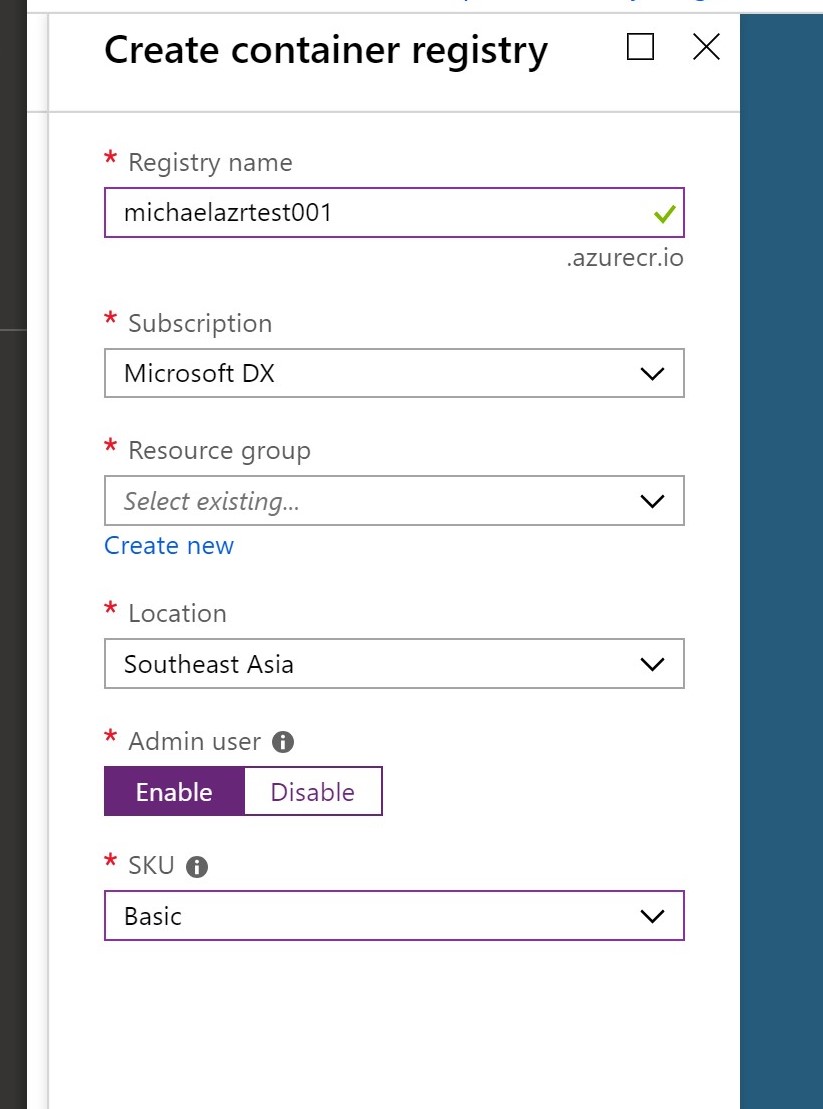 Create container registry
* Registry name
michaelazrtest001
.azurecr.io
* Subscription
Microsoft DX
* Resource group
Select existing...
Create new
* Location
Southeast Asia
* Admin user
Enable Disable
* SKU
Basic